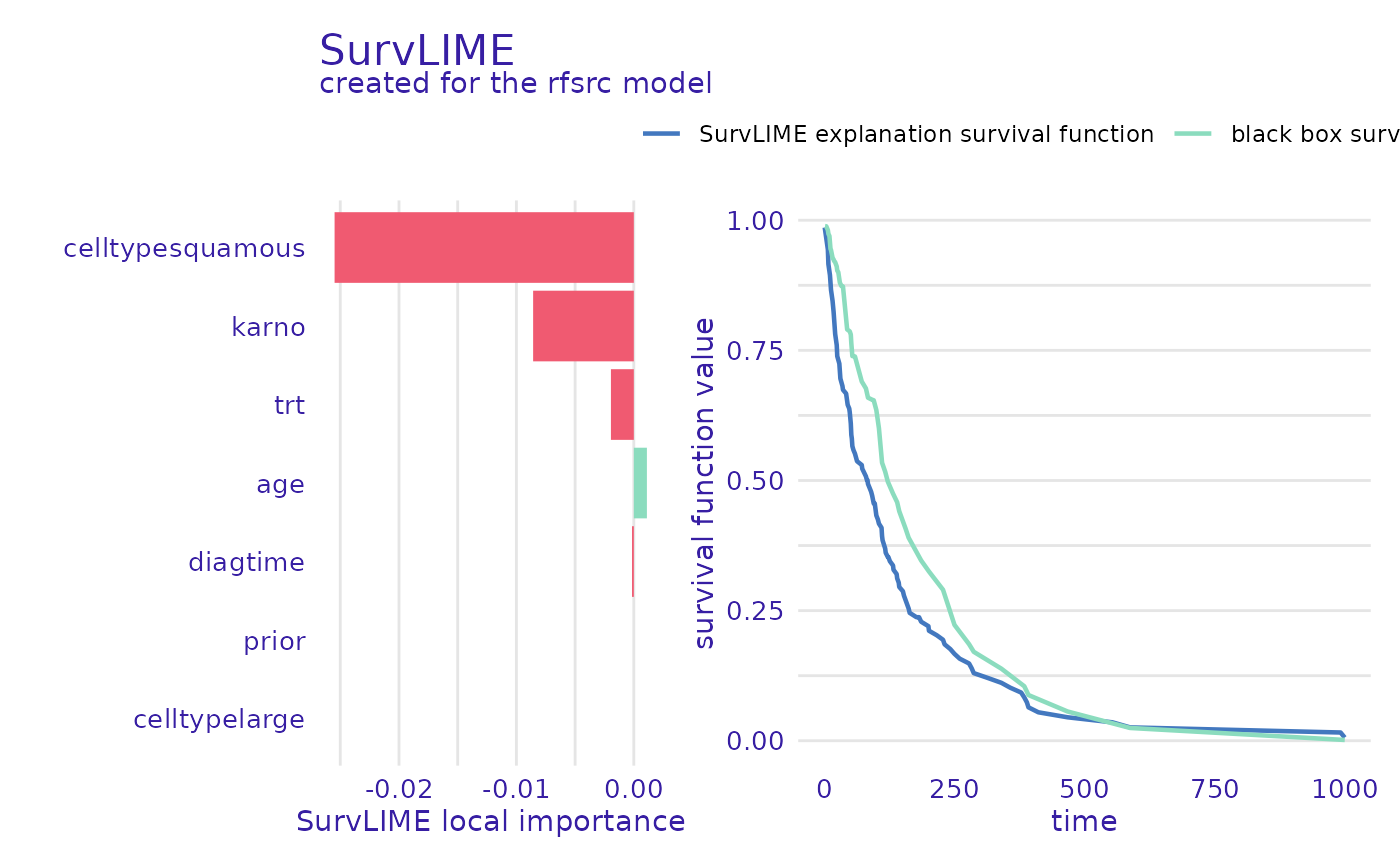 SurvLIME
created for the rfsrc model
SurvLIME explanation survival function
black box surv
celltypesquamous
karno
trt
age
diagtime
prior
celltypelarge
-0.02 -0.01 0.00
SurvLIME local importance
survival function value
1.00
0.75
0.50
0.25
0.00
0 250 500 750 1000
time